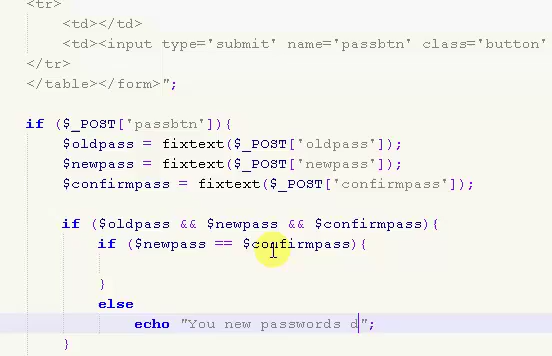 <tr>
<td></td>
<td><input type='submit' name='passbtn' class='button'
</tr>
</table></form>";
if ($_POST['passbtn']){
$oldpass = fixtext($_POST['oldpass']);
$newpass = fixtext($_POST['newpass']);
$confirmpass = fixtext($_POST['confirmpass']);
if ($oldpass && $newpass && $confirmpass){
if ($newpass == $confirmpass){
}
else
echo "You new passwords d";
}